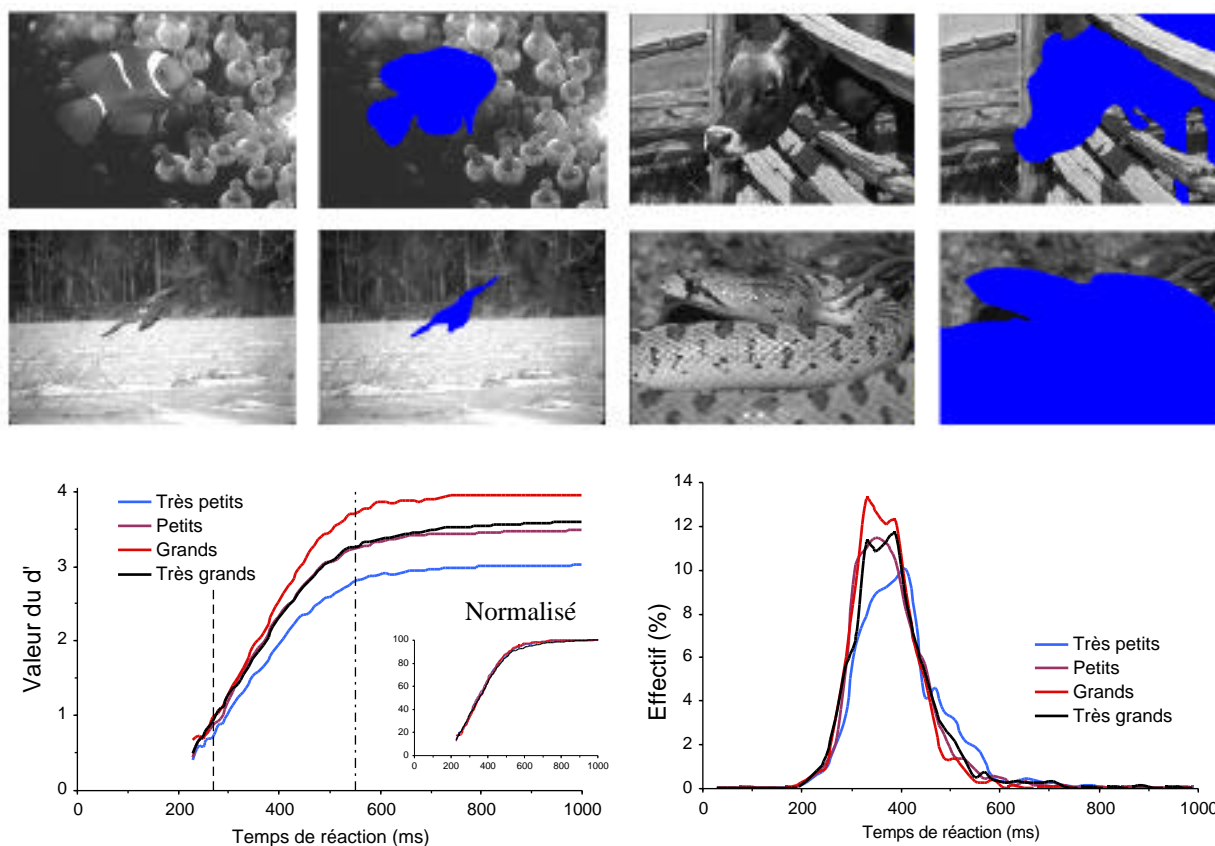 4
3
2
1
0
Valeur du d'
Très petits
Petits
Grands
Très grands
Normalisé
100
80
60
40
20
0
0 200 400 600 800 1000
0 200 400 600 800 1000
Temps de réaction (ms)
14
12
10
8
6
4
2
0
Effectif (%)
Très petits
Petits
Grands
Très grands
0 200 400 600 800 1000
Temps de réaction (ms)